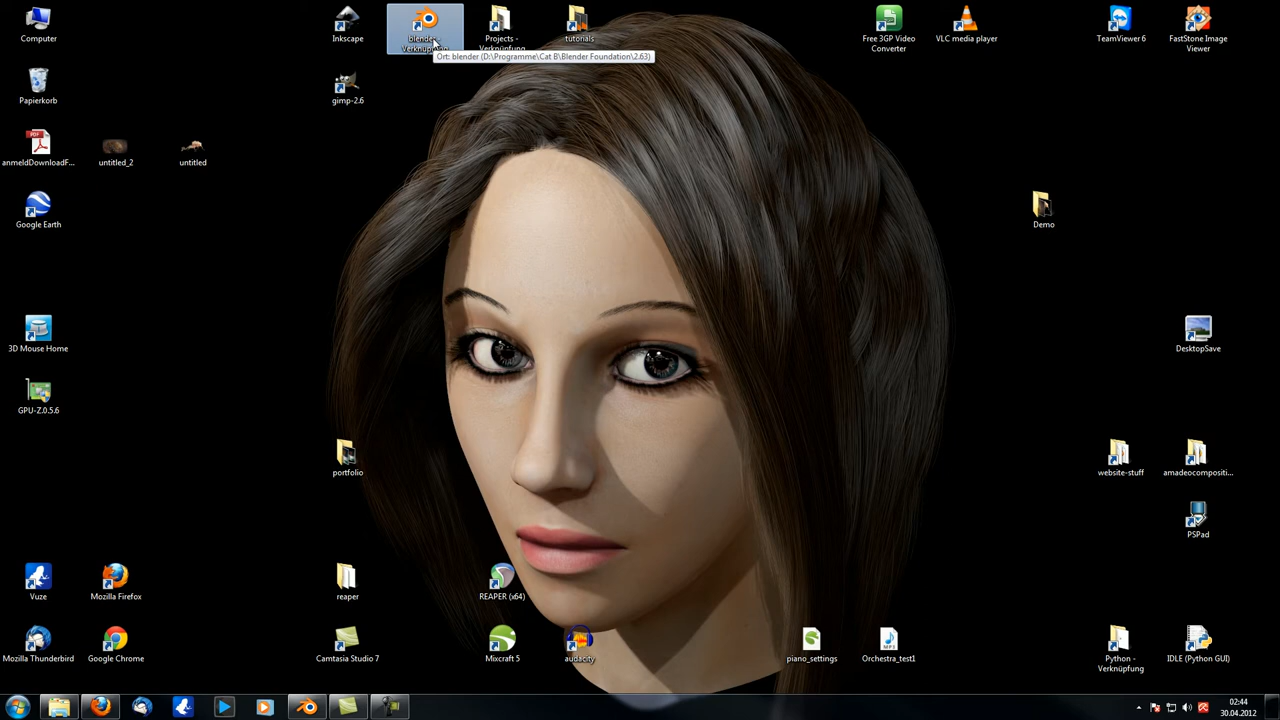 Computer
Inkscape
blender -
Verknüpfung
Projects -
Verknüpfung
tutorials
Free 3GP Video
Converter
VLC media player
TeamViewer 6
FastStone Image
Viewer
Ort: blender (D:\Programme\Cat B\Blender Foundation\2.63)
Papierkorb
gimp-2.6
PDF
anmeldDownloadF...
untitled_2
untitled
Google Earth
Demo
3D Mouse Home
DesktopSave
GPU-Z.0.5.6
portfolio
website-stuff
amadeocompositi...
PSPad
Vuze
Mozilla Firefox
reaper
REAPER (x64)
Mozilla Thunderbird
Google Chrome
Camtasia Studio 7
Mixcraft 5
audacity
piano_settings
MP3
Orchestra_test1
Python -
Verknüpfung
IDLE (Python GUI)
02:44
30.04.2012